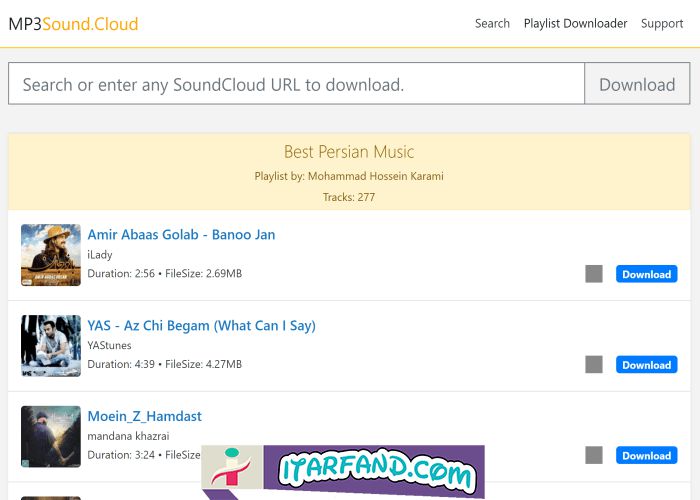 MP3Sound.Cloud
Search Playlist Downloader Support
Search or enter any SoundCloud URL to download. Download
Best Persian Music
Playlist by: Mohammad Hossein Karami
Tracks: 277
Amir Abaas Golab - Banoo Jan
iLady
Duration: 2:56 • FileSize: 2.69MB
Download
YAS - Az Chi Begam (What Can I Say)
YAStunes
Duration: 4:39 • FileSize: 4.27MB
Download
Moein_Z_Hamdast
mandana khazrai
Duration: 3:24 • FileSize
Download
ITARFAND.COM